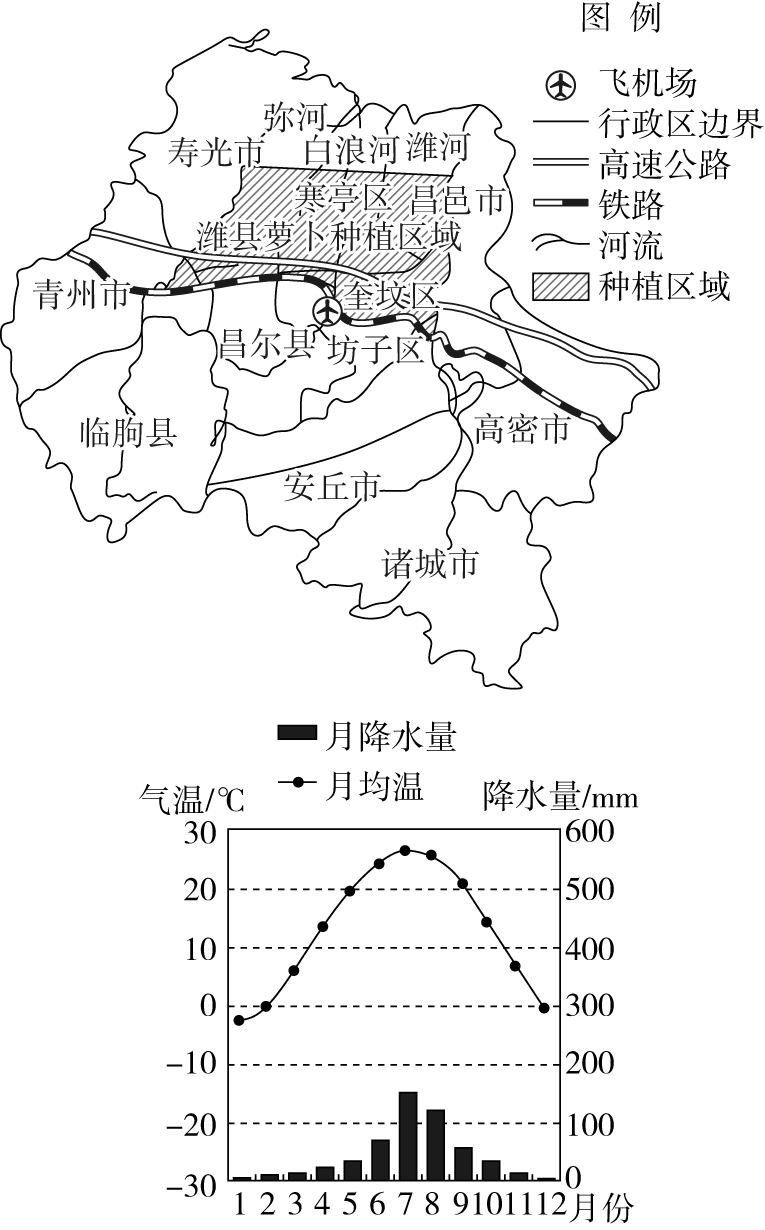 图 例
飞机场
行政区边界
高速公路
铁路
河流
种植区域
弥河
寿光市 白浪河 潍河
寒亭区 昌邑市
潍县萝卜种植区域
青州市 奎坟区
昌尔县 坊子区
临朐县 高密市
安丘市
诸城市
月降水量
月均温
气温/℃ 降水量/mm
30 600
20 500
10 400
0 300
-10 200
-20 100
-30 0
1 2 3 4 5 6 7 8 9 10 11 12 月份